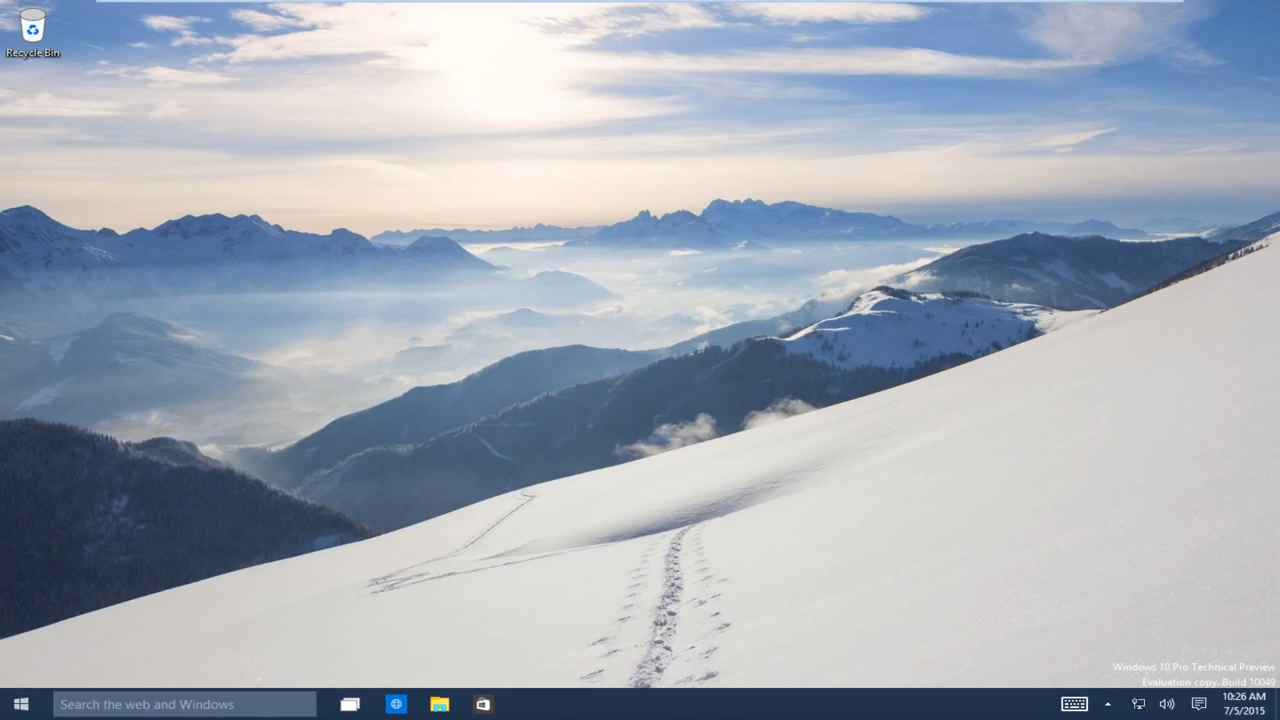 Recycle Bin
Windows 10 Pro Technical Preview
Evaluation copy. Build 10049
Search the web and Windows
10:26 AM
7/5/2015